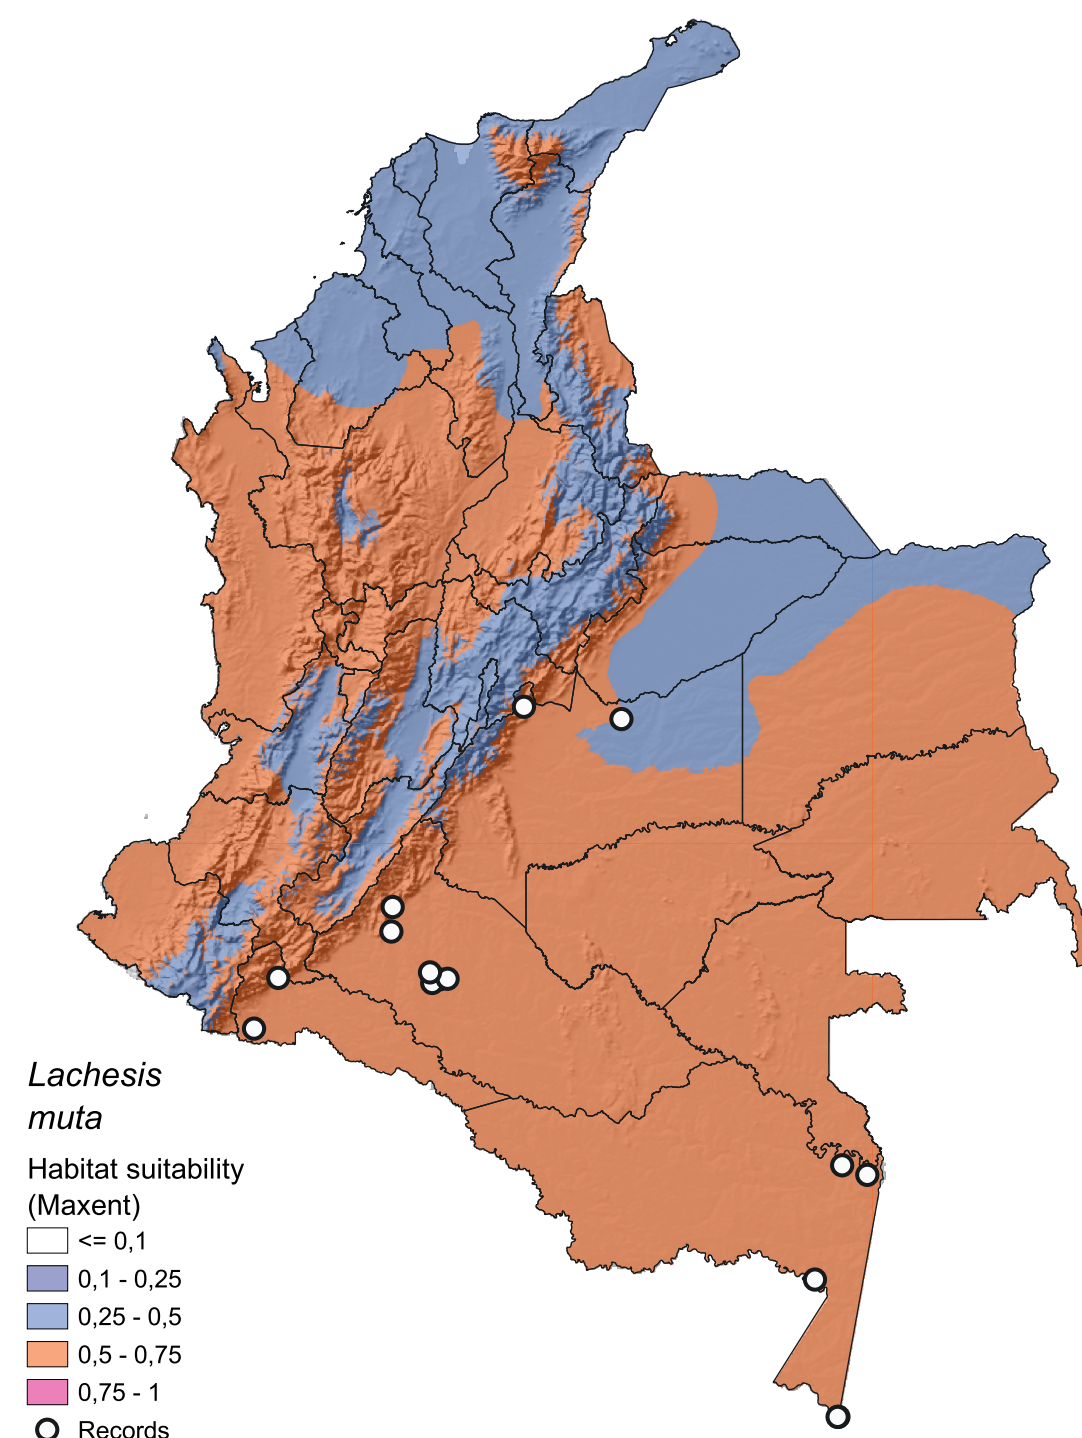 Lachesis
muta
Habitat suitability
(Maxent)
<= 0,1
0,1 - 0,25
0,25 - 0,5
0,5 - 0,75
0,75 - 1
Records